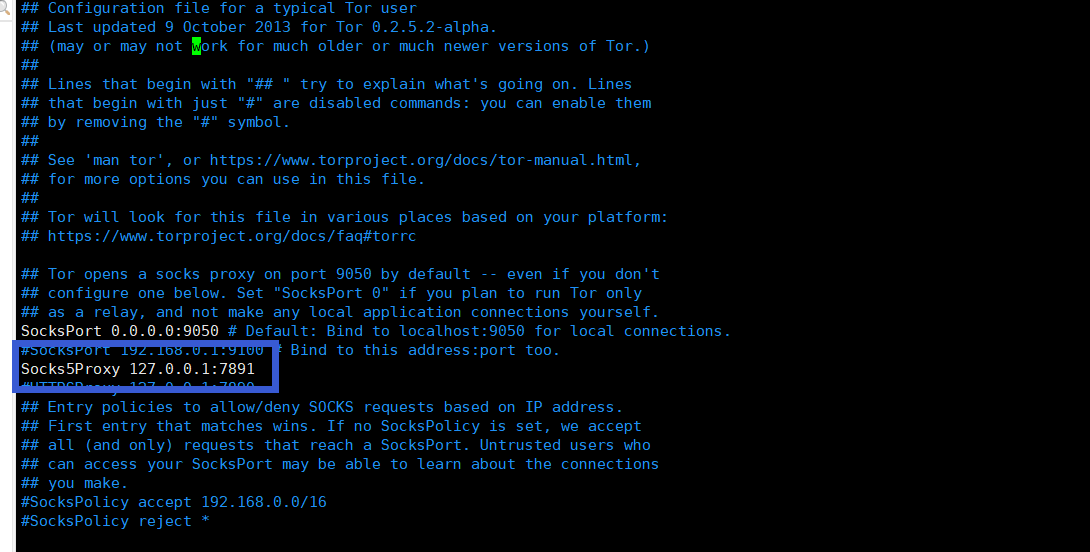 ## Configuration file for a typical Tor user
## Last updated 9 October 2013 for Tor 0.2.5.2-alpha.
## (may or may not work for much older or much newer versions of Tor.)
##
## Lines that begin with "## " try to explain what's going on. Lines
## that begin with just "#" are disabled commands: you can enable them
## by removing the "#" symbol.
##
## See 'man tor', or https://www.torproject.org/docs/tor-manual.html,
## for more options you can use in this file.
##
## Tor will look for this file in various places based on your platform:
## https://www.torproject.org/docs/faq#torrc
## Tor opens a socks proxy on port 9050 by default -- even if you don't
## configure one below. Set "SocksPort 0" if you plan to run Tor only
## as a relay, and not make any local application connections yourself.
SocksPort 0.0.0.0:9050 # Default: Bind to localhost:9050 for local connections.
#SocksPort 192.168.0.1:9100 # Bind to this address:port too.
Socks5Proxy 127.0.0.1:7891
#HTTPSProxy 127.0.0.1:7890
## Entry policies to allow/deny SOCKS requests based on IP address.
## First entry that matches wins. If no SocksPolicy is set, we accept
## all (and only) requests that reach a SocksPort. Untrusted users who
## can access your SocksPort may be able to learn about the connections
## you make.
#SocksPolicy accept 192.168.0.0/16
#SocksPolicy reject *